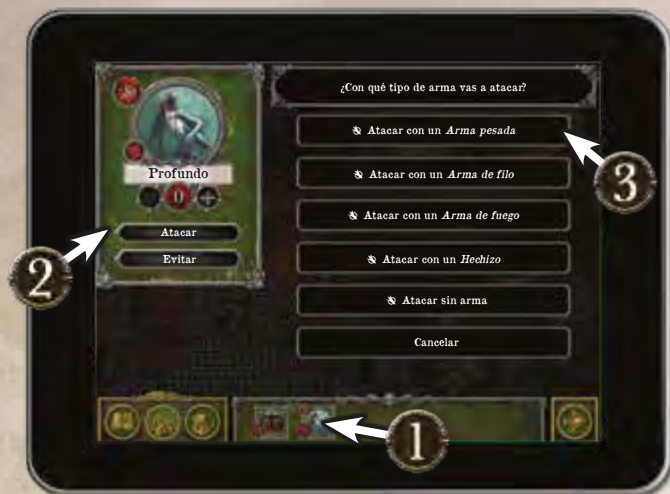 ¿Con qué tipo de arma vas a atacar?
Atacar con un Arma pesada
Profundo
0
Atacar con un Arma de filo
Atacar
Atacar con un Arma de fuego
Evitar
Atacar con un Hechizo
Atacar sin arma
Cancelar
1
2
3